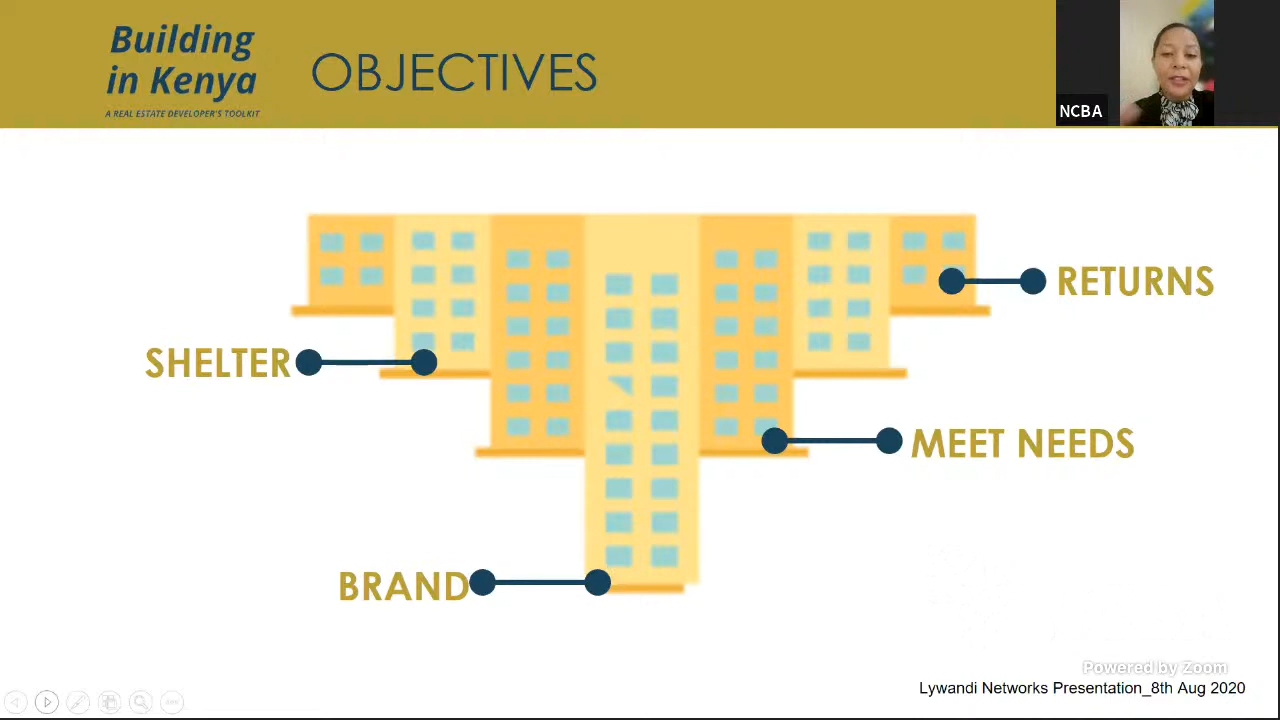 Building
in Kenya
A REAL ESTATE DEVELOPER'S TOOLKIT
OBJECTIVES
NCBA
RETURNS
SHELTER
MEET NEEDS
BRAND
Powered by Zoom
Lywandi Networks Presentation_8th Aug 2020